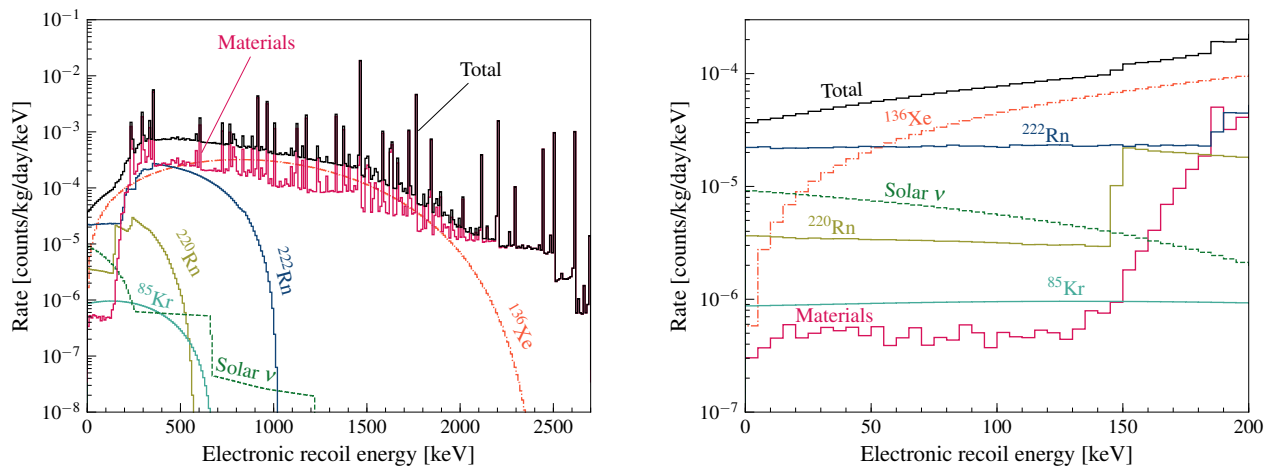 10⁻¹
10⁻²
10⁻³
10⁻⁴
10⁻⁵
10⁻⁶
10⁻⁷
10⁻⁸
Rate [counts/kg/day/keV]
Materials
Total
²²⁰Rn
²²²Rn
⁸⁵Kr
¹³⁶Xe
Solar ν
0 500 1000 1500 2000 2500
Electronic recoil energy [keV]
10⁻⁴
10⁻⁵
10⁻⁶
10⁻⁷
Rate [counts/kg/day/keV]
Total
¹³⁶Xe
²²²Rn
Solar ν
²²⁰Rn
⁸⁵Kr
Materials
0 50 100 150 200
Electronic recoil energy [keV]